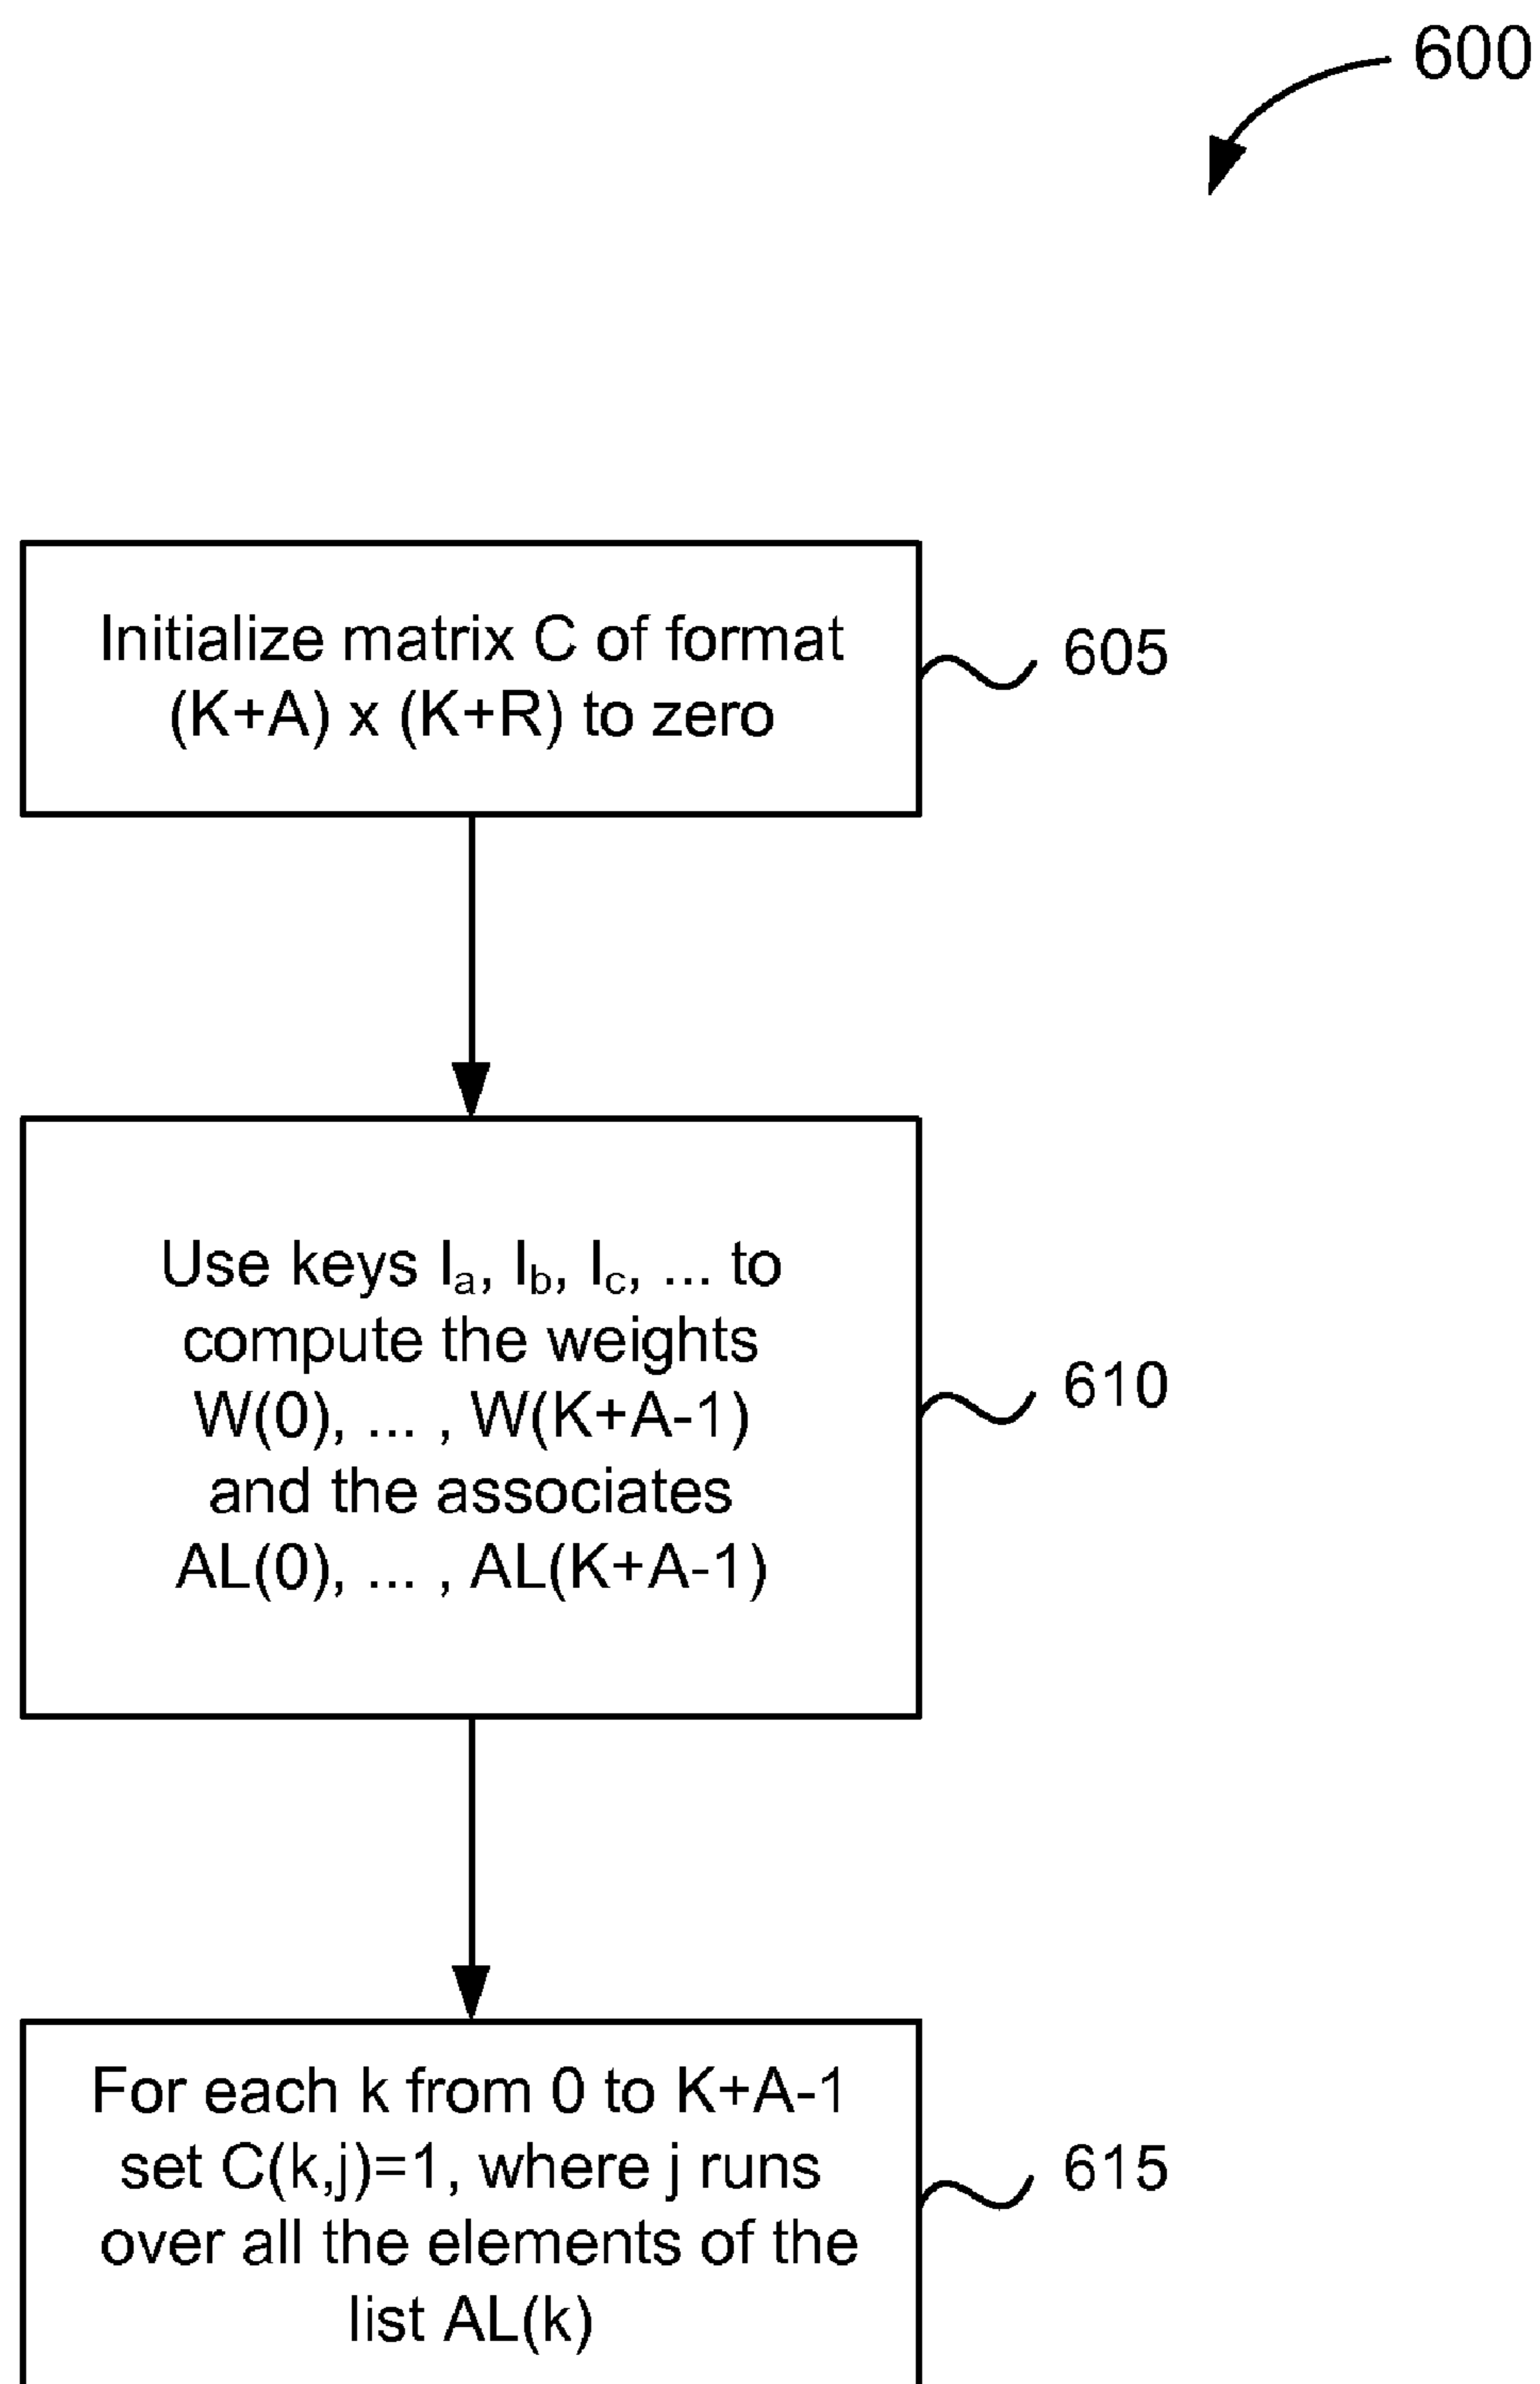 600
Initialize matrix C of format
(K+A) x (K+R) to zero
605
Use keys Iₐ, I_b, I_c, ... to
compute the weights
W(0), ... , W(K+A-1)
and the associates
AL(0), ... , AL(K+A-1)
610
For each k from 0 to K+A-1
set C(k,j)=1, where j runs
over all the elements of the
list AL(k)
615